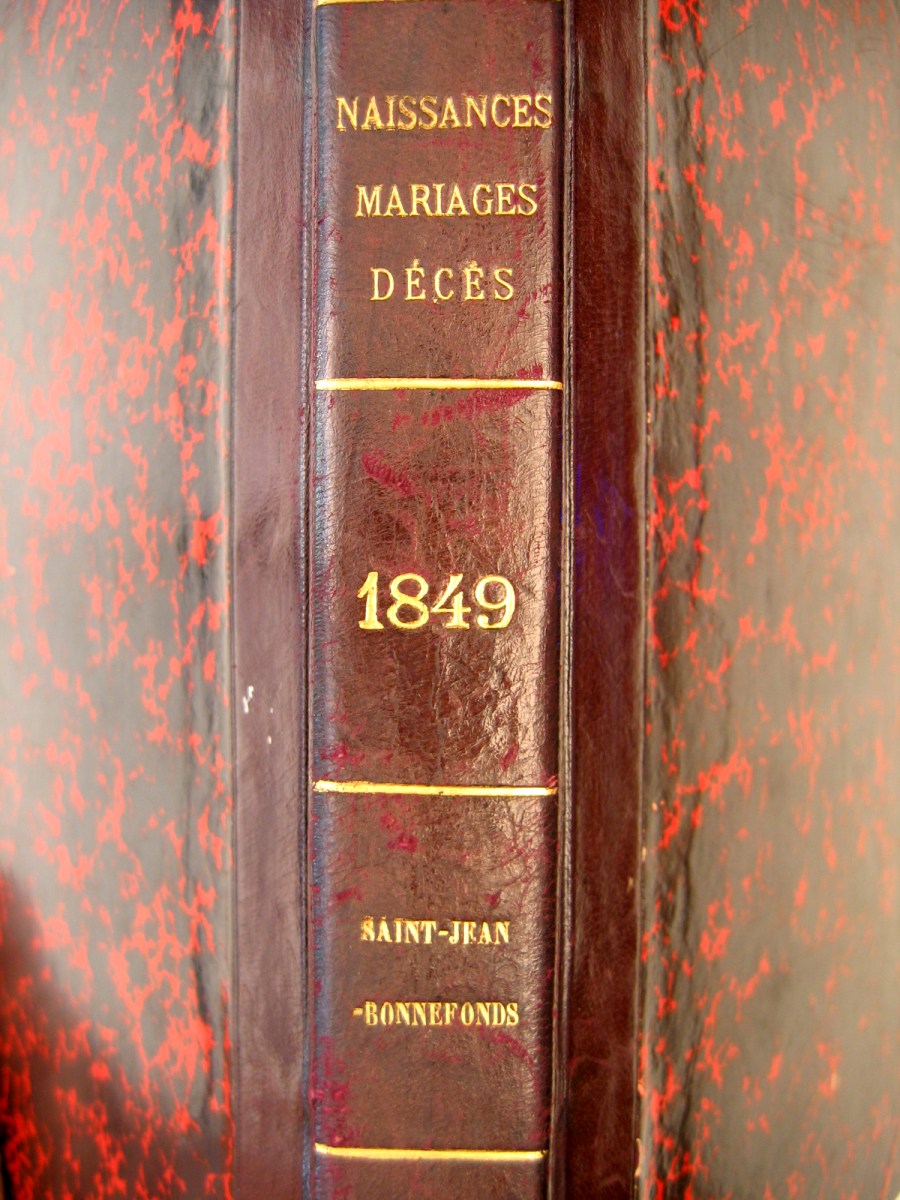 NAISSANCES
MARIAGES
DÉCÈS
1849
SAINT-JEAN
-BONNEFONDS